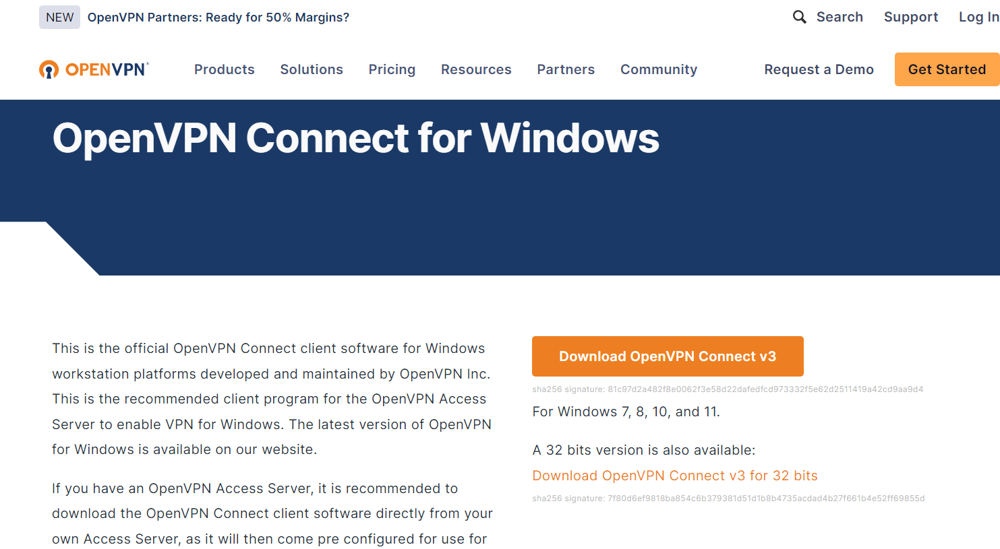 NEW OpenVPN Partners: Ready for 50% Margins?
Search Support Log In
OPENVPN®
Products Solutions Pricing Resources Partners Community
Request a Demo Get Started
OpenVPN Connect for Windows
This is the official OpenVPN Connect client software for Windows
workstation platforms developed and maintained by OpenVPN Inc.
This is the recommended client program for the OpenVPN Access
Server to enable VPN for Windows. The latest version of OpenVPN
for Windows is available on our website.
If you have an OpenVPN Access Server, it is recommended to
download the OpenVPN Connect client software directly from your
own Access Server, as it will then come pre configured for use for
Download OpenVPN Connect v3
sha256 signature: 81c97d2a482f8e0062f3e58d22dafedfcd973332f5e62d2511419a42cd9aa9d4
For Windows 7, 8, 10, and 11.
A 32 bits version is also available:
Download OpenVPN Connect v3 for 32 bits
sha256 signature: 7f80d6ef9818ba854c6b379381d51d1b8b4735acdad4b27f661b4e52ff69855d